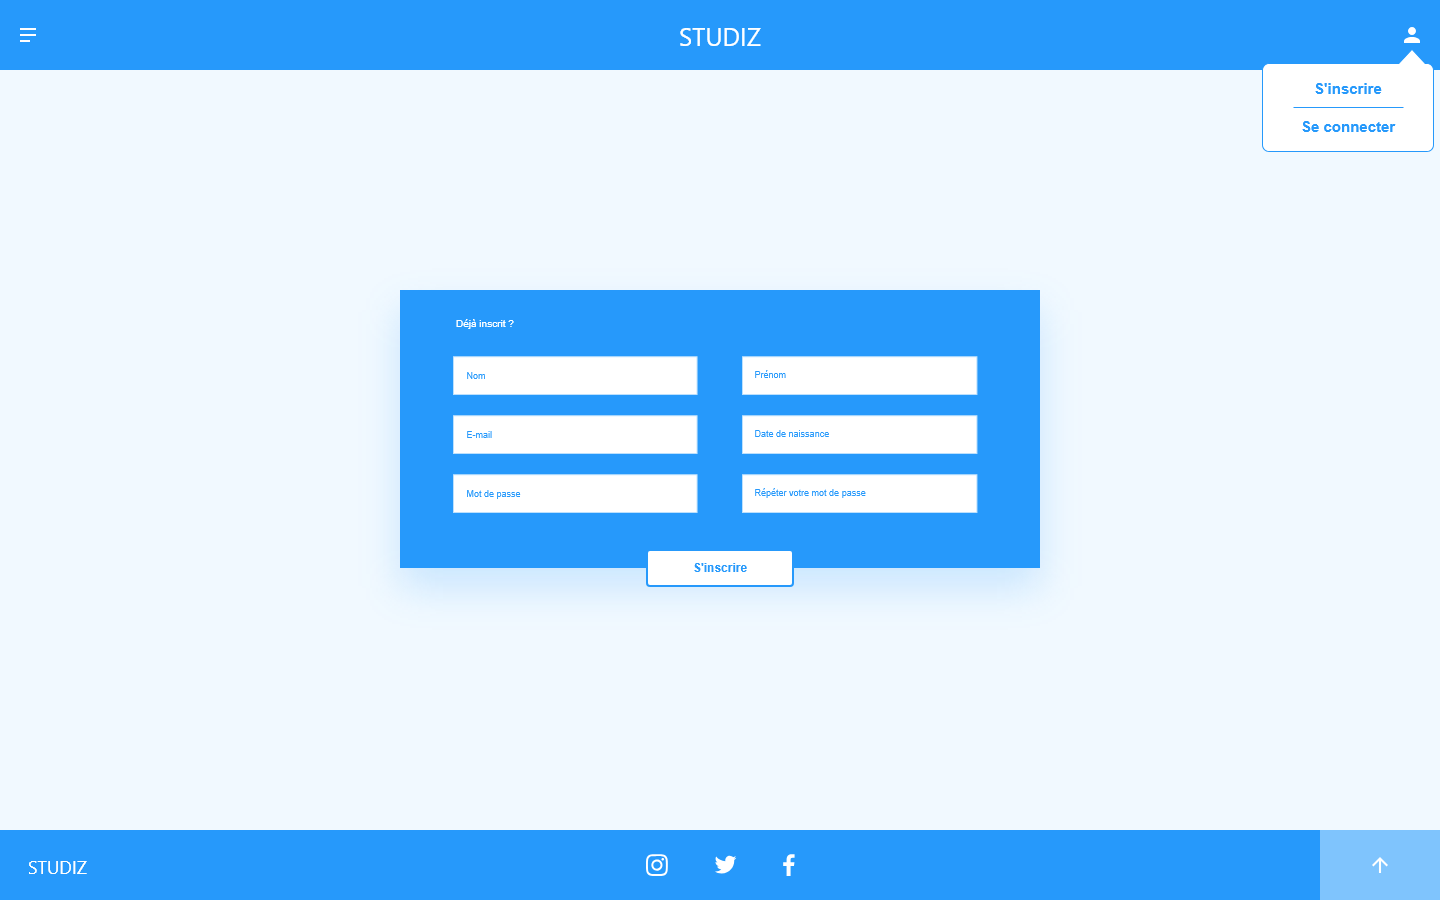 STUDIZ
S'inscrire
Se connecter
Déjà inscrit ?
Nom
Prénom
E-mail
Date de naissance
Mot de passe
Répéter votre mot de passe
S'inscrire
STUDIZ